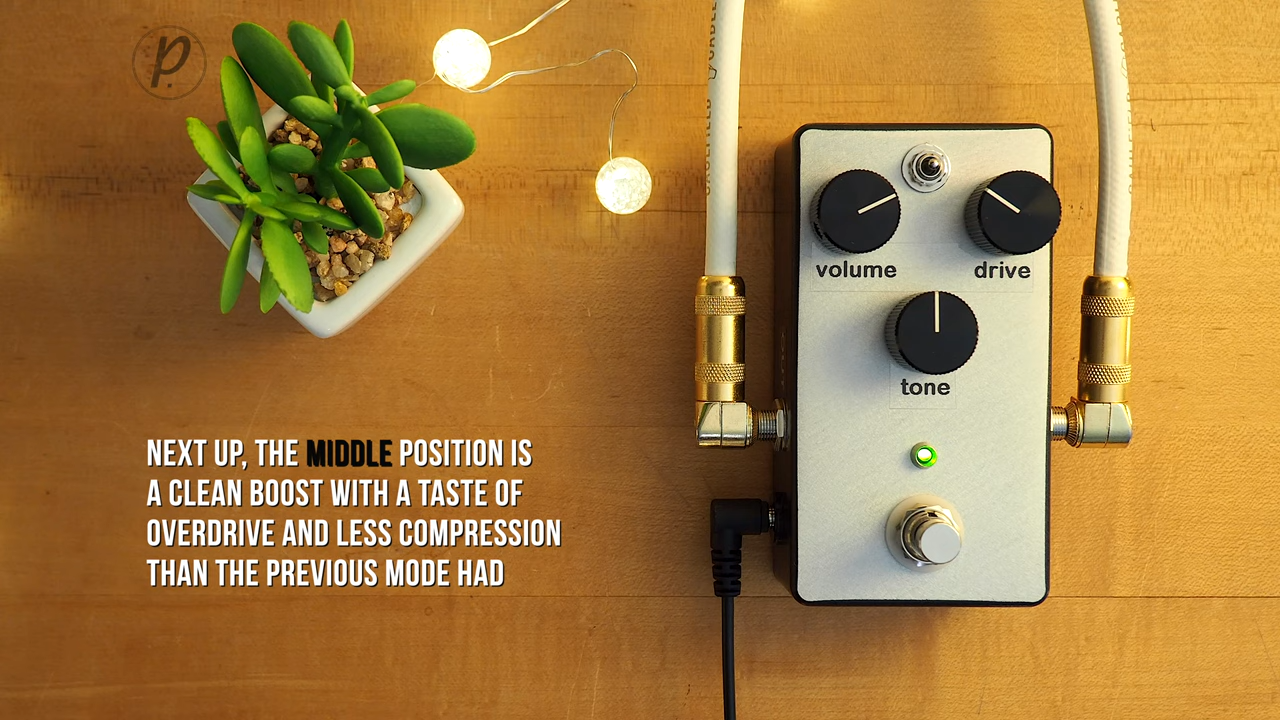 p.
volume
drive
tone
NEXT UP, THE MIDDLE POSITION IS
A CLEAN BOOST WITH A TASTE OF
OVERDRIVE AND LESS COMPRESSION
THAN THE PREVIOUS MODE HAD